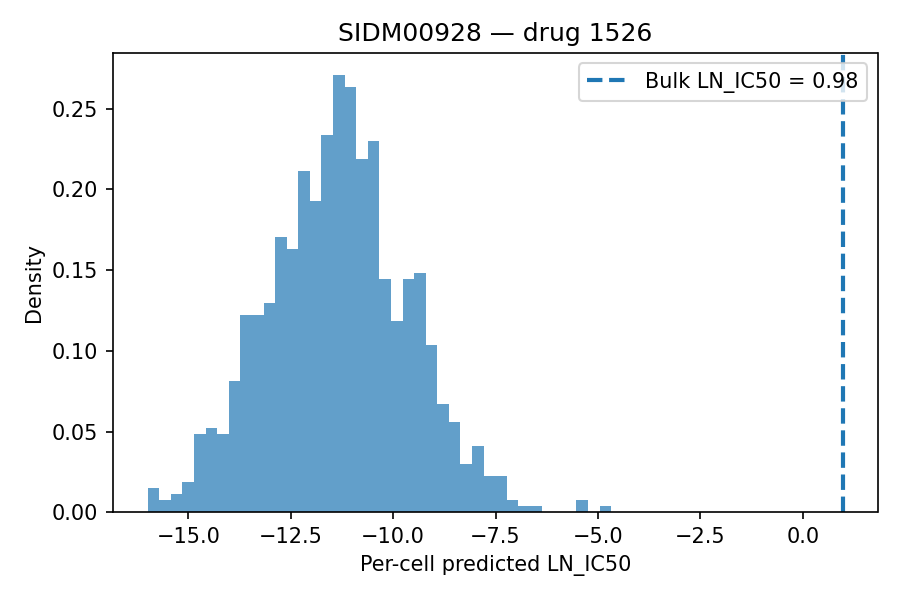 SIDM00928 — drug 1526
Bulk LN_IC50 = 0.98
0.25
0.20
0.15
0.10
0.05
0.00
Density
−15.0 −12.5 −10.0 −7.5 −5.0 −2.5 0.0
Per-cell predicted LN_IC50